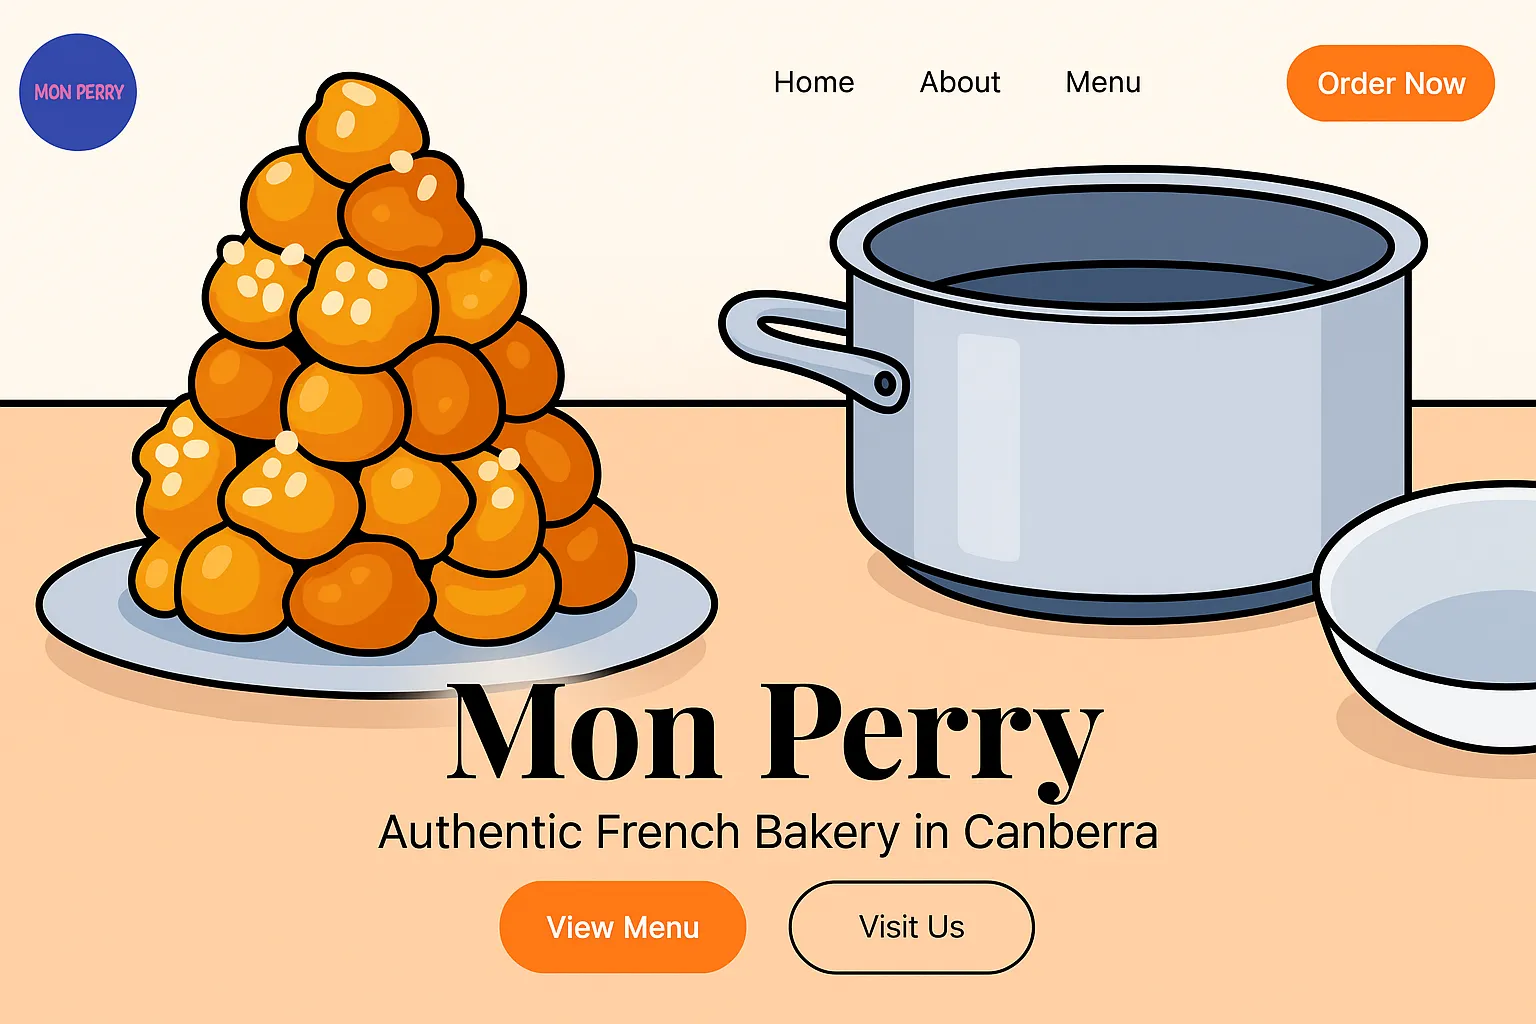 MON PERRY
Home
About
Menu
Order Now
Mon Perry
Authentic French Bakery in Canberra
View Menu
Visit Us